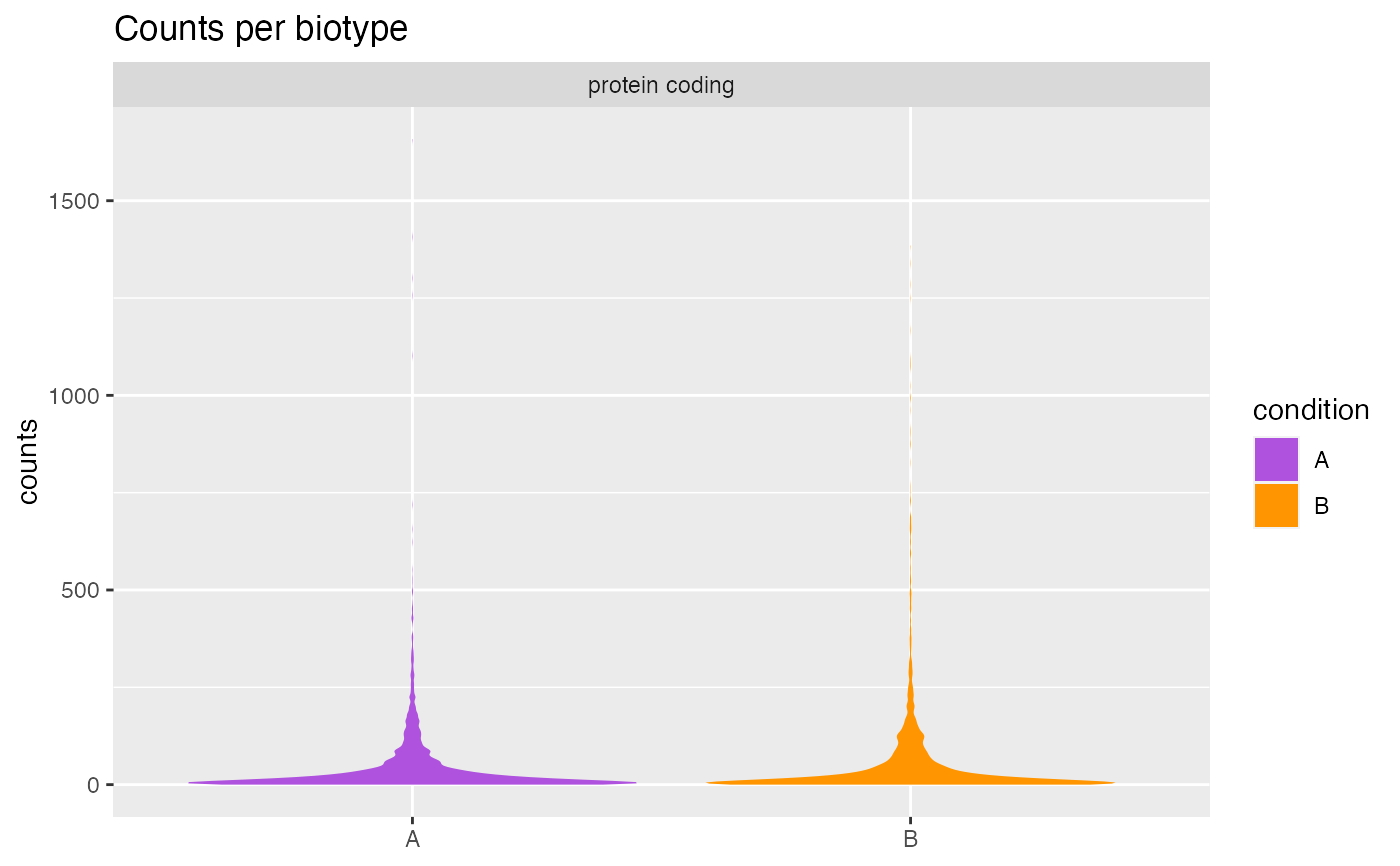 Counts per biotype
protein coding
1500
1000
500
0
counts
A
B
condition
A
B